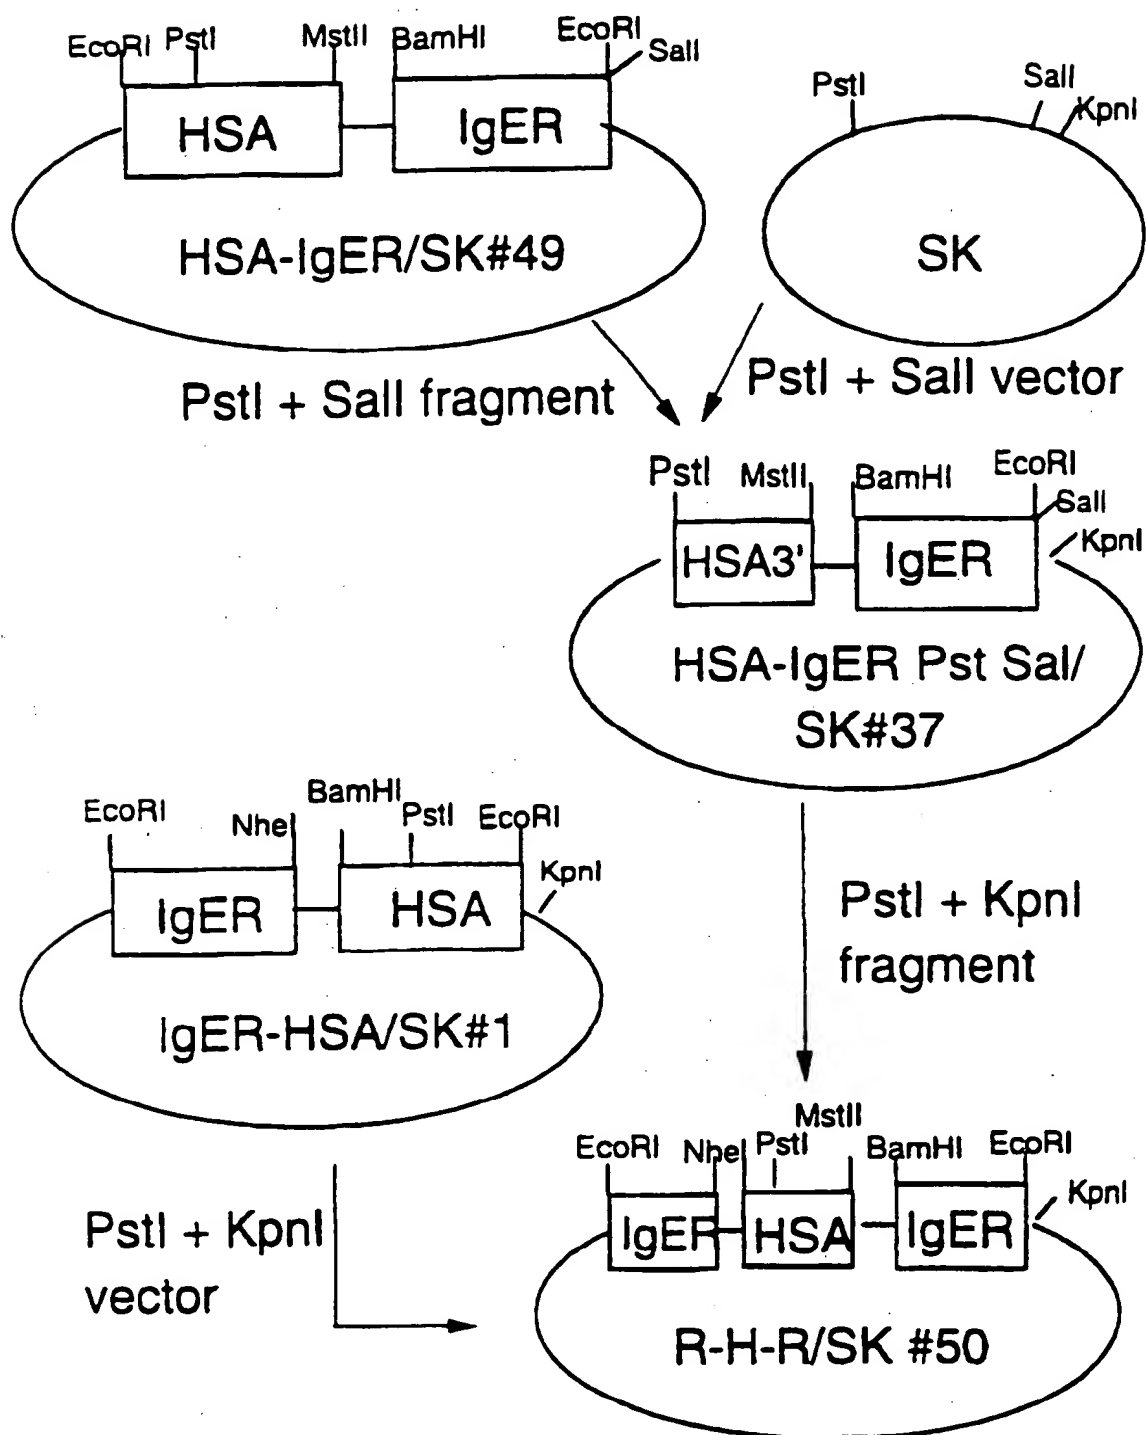 EcoRI PstI MstII BamHI EcoRI SalI
HSA IgER
HSA-IgER/SK#49
PstI SalI KpnI
SK
PstI + SalI fragment
PstI + SalI vector
PstI MstII BamHI EcoRI SalI KpnI
HSA3' IgER
HSA-IgER Pst Sal/
SK#37
EcoRI NheI BamHI PstI EcoRI KpnI
IgER HSA
IgER-HSA/SK#1
PstI + KpnI
fragment
PstI + KpnI
vector
EcoRI NheI PstI MstII BamHI EcoRI KpnI
IgER HSA IgER
R-H-R/SK #50